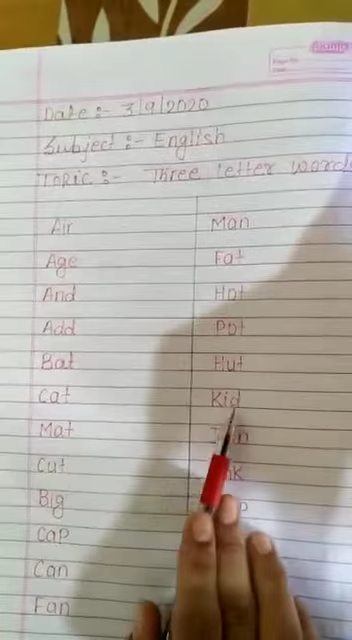 Date :- 3/9/2020
Subject :- English
Topic :- Three letter words
Air
Age
And
Add
Bat
Cat
Mat
Cut
Big
Cap
Can
Fan
Man
Fat
Hot
Pot
Hut
Kid